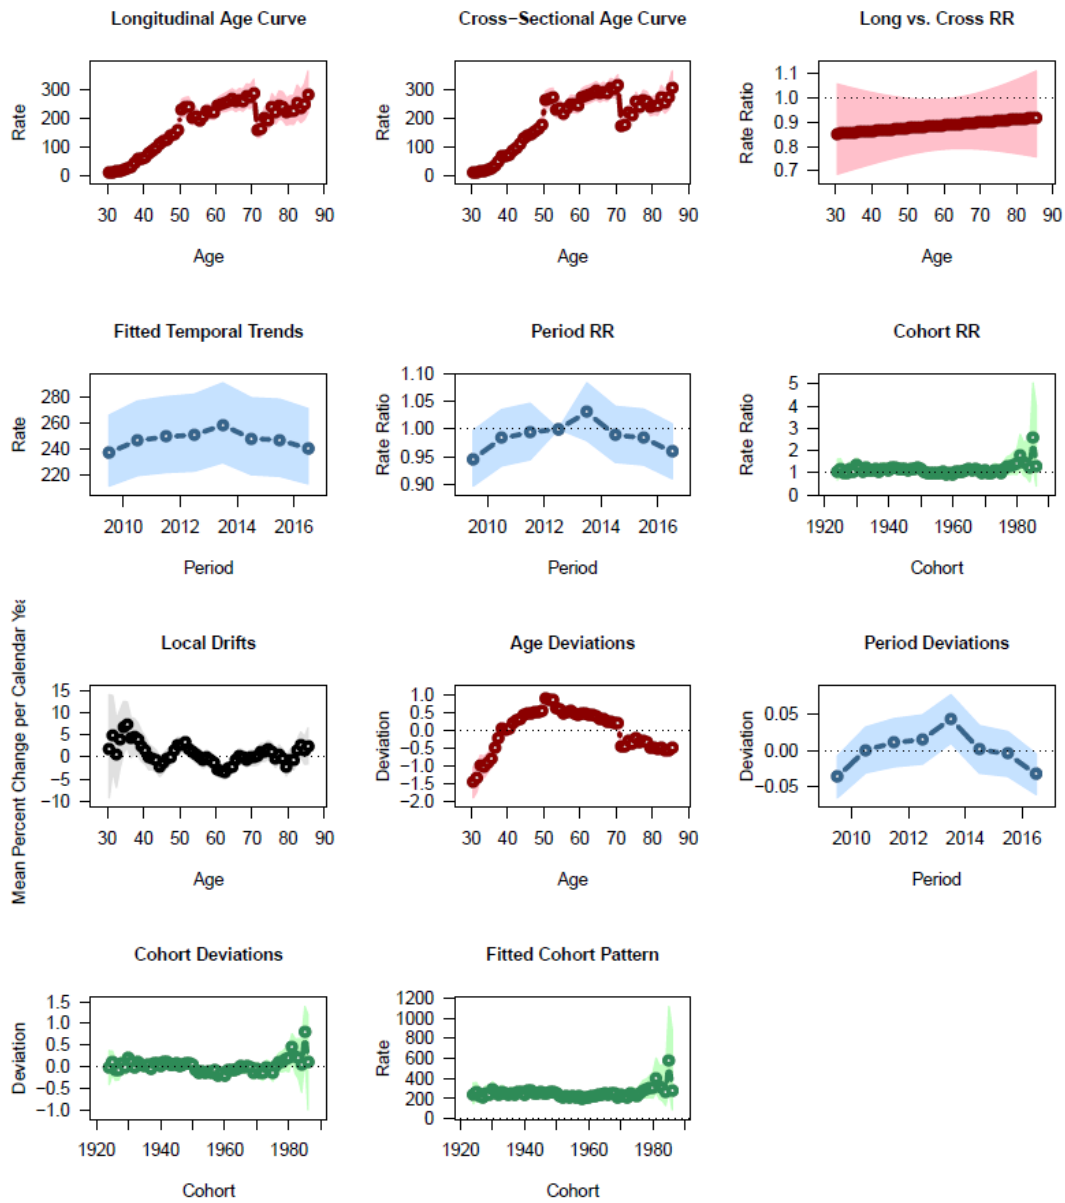 Longitudinal Age Curve
Rate
300
200
100
0
30 40 50 60 70 80 90
Age
Cross−Sectional Age Curve
Rate
300
200
100
0
30 40 50 60 70 80 90
Age
Long vs. Cross RR
Rate Ratio
1.1
1.0
0.9
0.8
0.7
30 40 50 60 70 80 90
Age
Fitted Temporal Trends
Rate
280
260
240
220
2010 2012 2014 2016
Period
Period RR
Rate Ratio
1.10
1.05
1.00
0.95
0.90
2010 2012 2014 2016
Period
Cohort RR
Rate Ratio
5
4
3
2
1
0
1920 1940 1960 1980
Cohort
Local Drifts
Mean Percent Change per Calendar Yea
15
10
5
0
−5
−10
30 40 50 60 70 80 90
Age
Age Deviations
Deviation
1.0
0.5
0.0
−0.5
−1.0
−1.5
−2.0
30 40 50 60 70 80 90
Age
Period Deviations
Deviation
0.05
0.00
−0.05
2010 2012 2014 2016
Period
Cohort Deviations
Deviation
1.5
1.0
0.5
0.0
−0.5
−1.0
1920 1940 1960 1980
Cohort
Fitted Cohort Pattern
Rate
1200
1000
800
600
400
200
0
1920 1940 1960 1980
Cohort